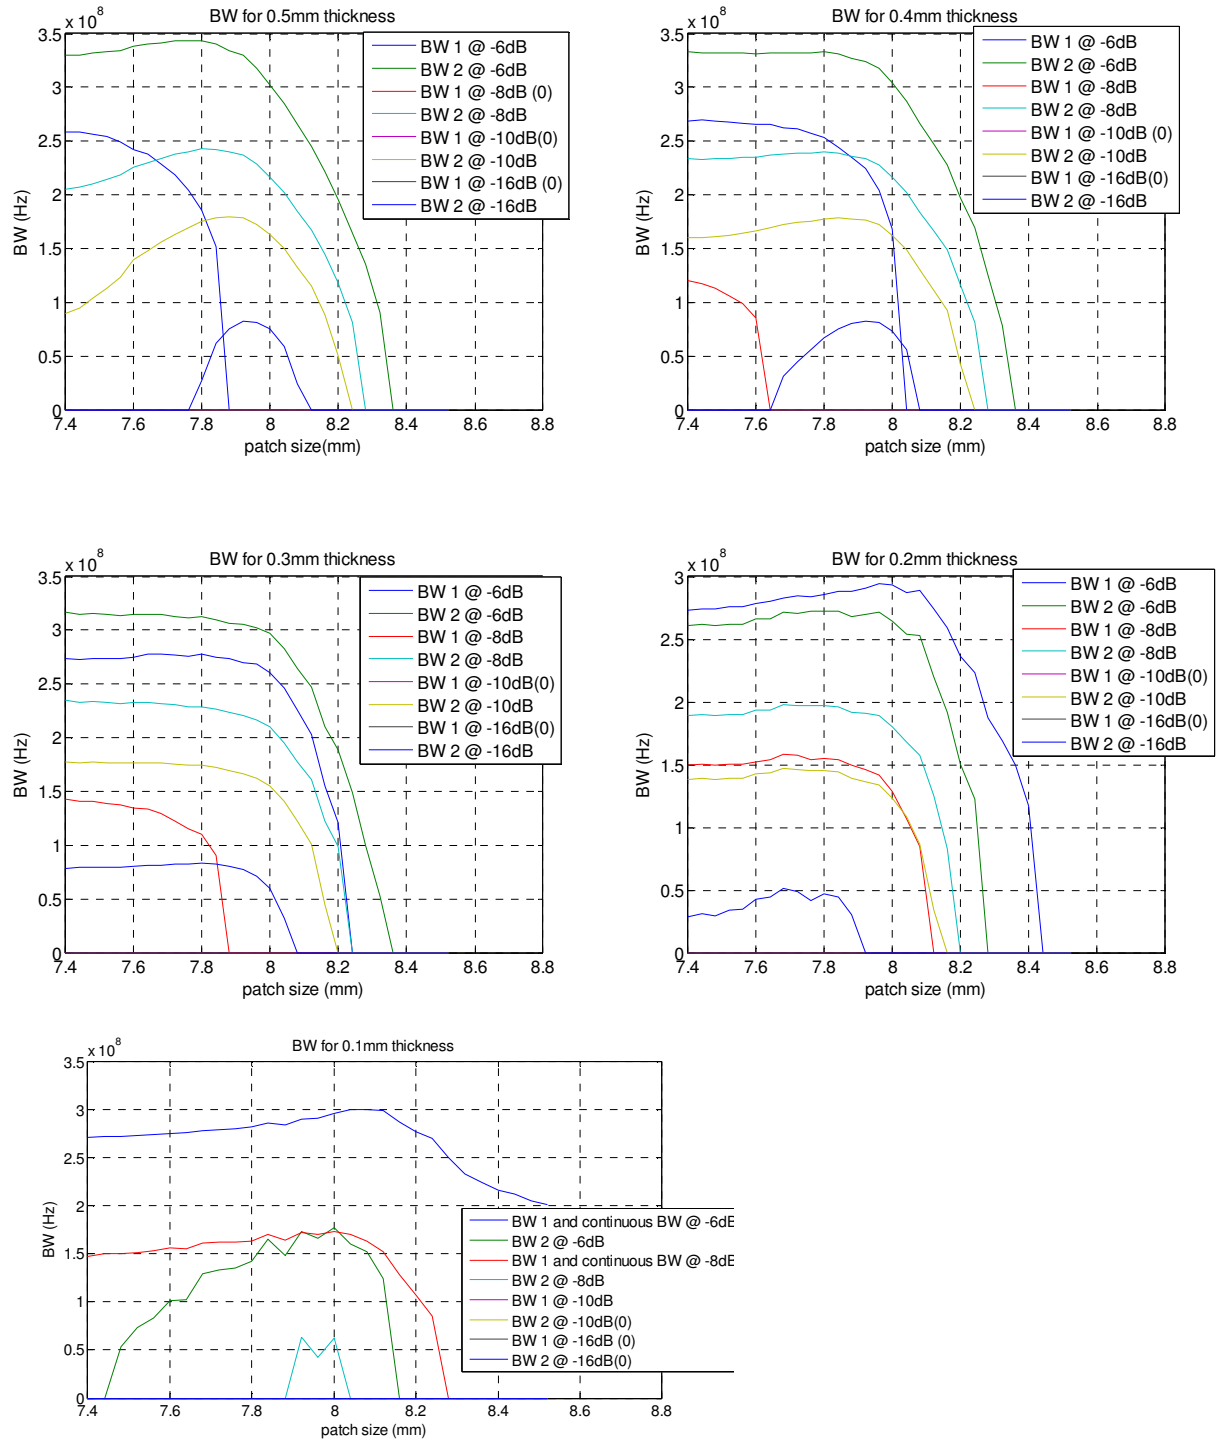 BW for 0.5mm thickness
x 10^8
3.5
3
2.5
2
1.5
1
0.5
0
BW (Hz)
7.4 7.6 7.8 8 8.2 8.4 8.6 8.8
patch size(mm)
BW 1 @ -6dB
BW 2 @ -6dB
BW 1 @ -8dB (0)
BW 2 @ -8dB
BW 1 @ -10dB(0)
BW 2 @ -10dB
BW 1 @ -16dB (0)
BW 2 @ -16dB
BW for 0.4mm thickness
x 10^8
3.5
3
2.5
2
1.5
1
0.5
0
BW (Hz)
7.4 7.6 7.8 8 8.2 8.4 8.6 8.8
patch size (mm)
BW 1 @ -6dB
BW 2 @ -6dB
BW 1 @ -8dB
BW 2 @ -8dB
BW 1 @ -10dB (0)
BW 2 @ -10dB
BW 1 @ -16dB(0)
BW 2 @ -16dB
BW for 0.3mm thickness
x 10^8
3.5
3
2.5
2
1.5
1
0.5
0
BW (Hz)
7.4 7.6 7.8 8 8.2 8.4 8.6 8.8
patch size (mm)
BW 1 @ -6dB
BW 2 @ -6dB
BW 1 @ -8dB
BW 2 @ -8dB
BW 1 @ -10dB(0)
BW 2 @ -10dB
BW 1 @ -16dB(0)
BW 2 @ -16dB
BW for 0.2mm thickness
x 10^8
3
2.5
2
1.5
1
0.5
0
BW (Hz)
7.4 7.6 7.8 8 8.2 8.4 8.6 8.8
patch size (mm)
BW 1 @ -6dB
BW 2 @ -6dB
BW 1 @ -8dB
BW 2 @ -8dB
BW 1 @ -10dB(0)
BW 2 @ -10dB
BW 1 @ -16dB(0)
BW 2 @ -16dB
BW for 0.1mm thickness
x 10^8
3.5
3
2.5
2
1.5
1
0.5
0
BW (Hz)
7.4 7.6 7.8 8 8.2 8.4 8.6 8.8
patch size (mm)
BW 1 and continuous BW @ -6dB
BW 2 @ -6dB
BW 1 and continuous BW @ -8dB
BW 2 @ -8dB
BW 1 @ -10dB
BW 2 @ -10dB(0)
BW 1 @ -16dB (0)
BW 2 @ -16dB(0)